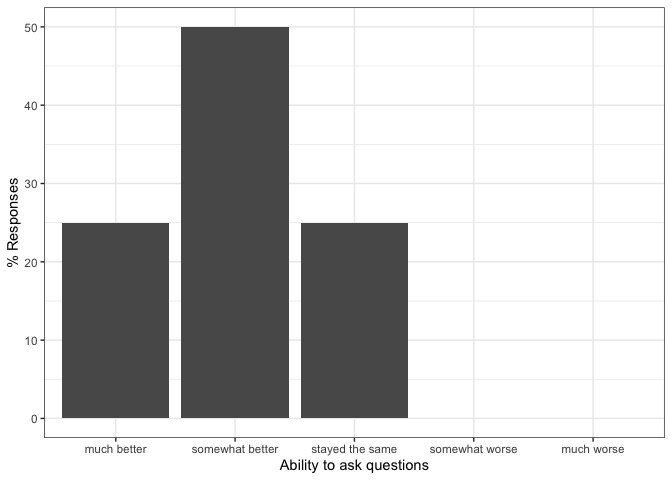 50
40
30
20
10
0
% Responses
much better
somewhat better
stayed the same
somewhat worse
much worse
Ability to ask questions